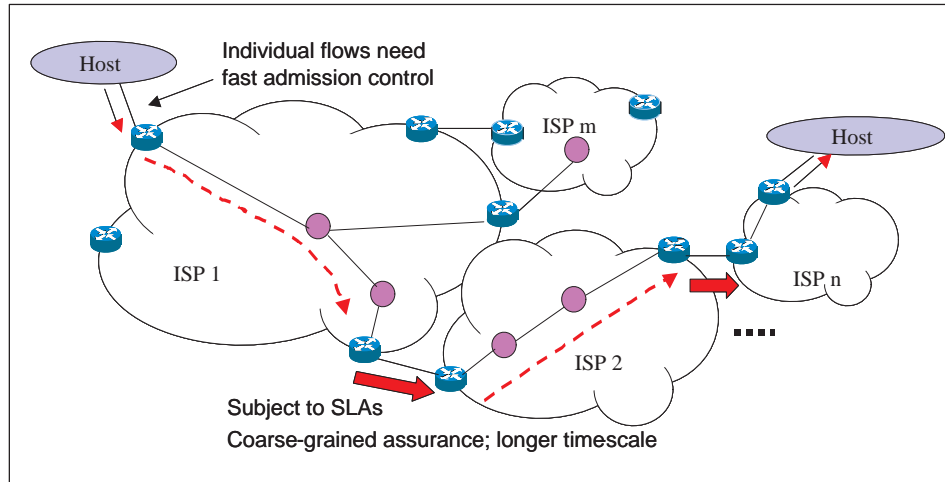 Host
Individual flows need
fast admission control
ISP m
Host
ISP 1
ISP n
ISP 2
Subject to SLAs
Coarse-grained assurance; longer timescale